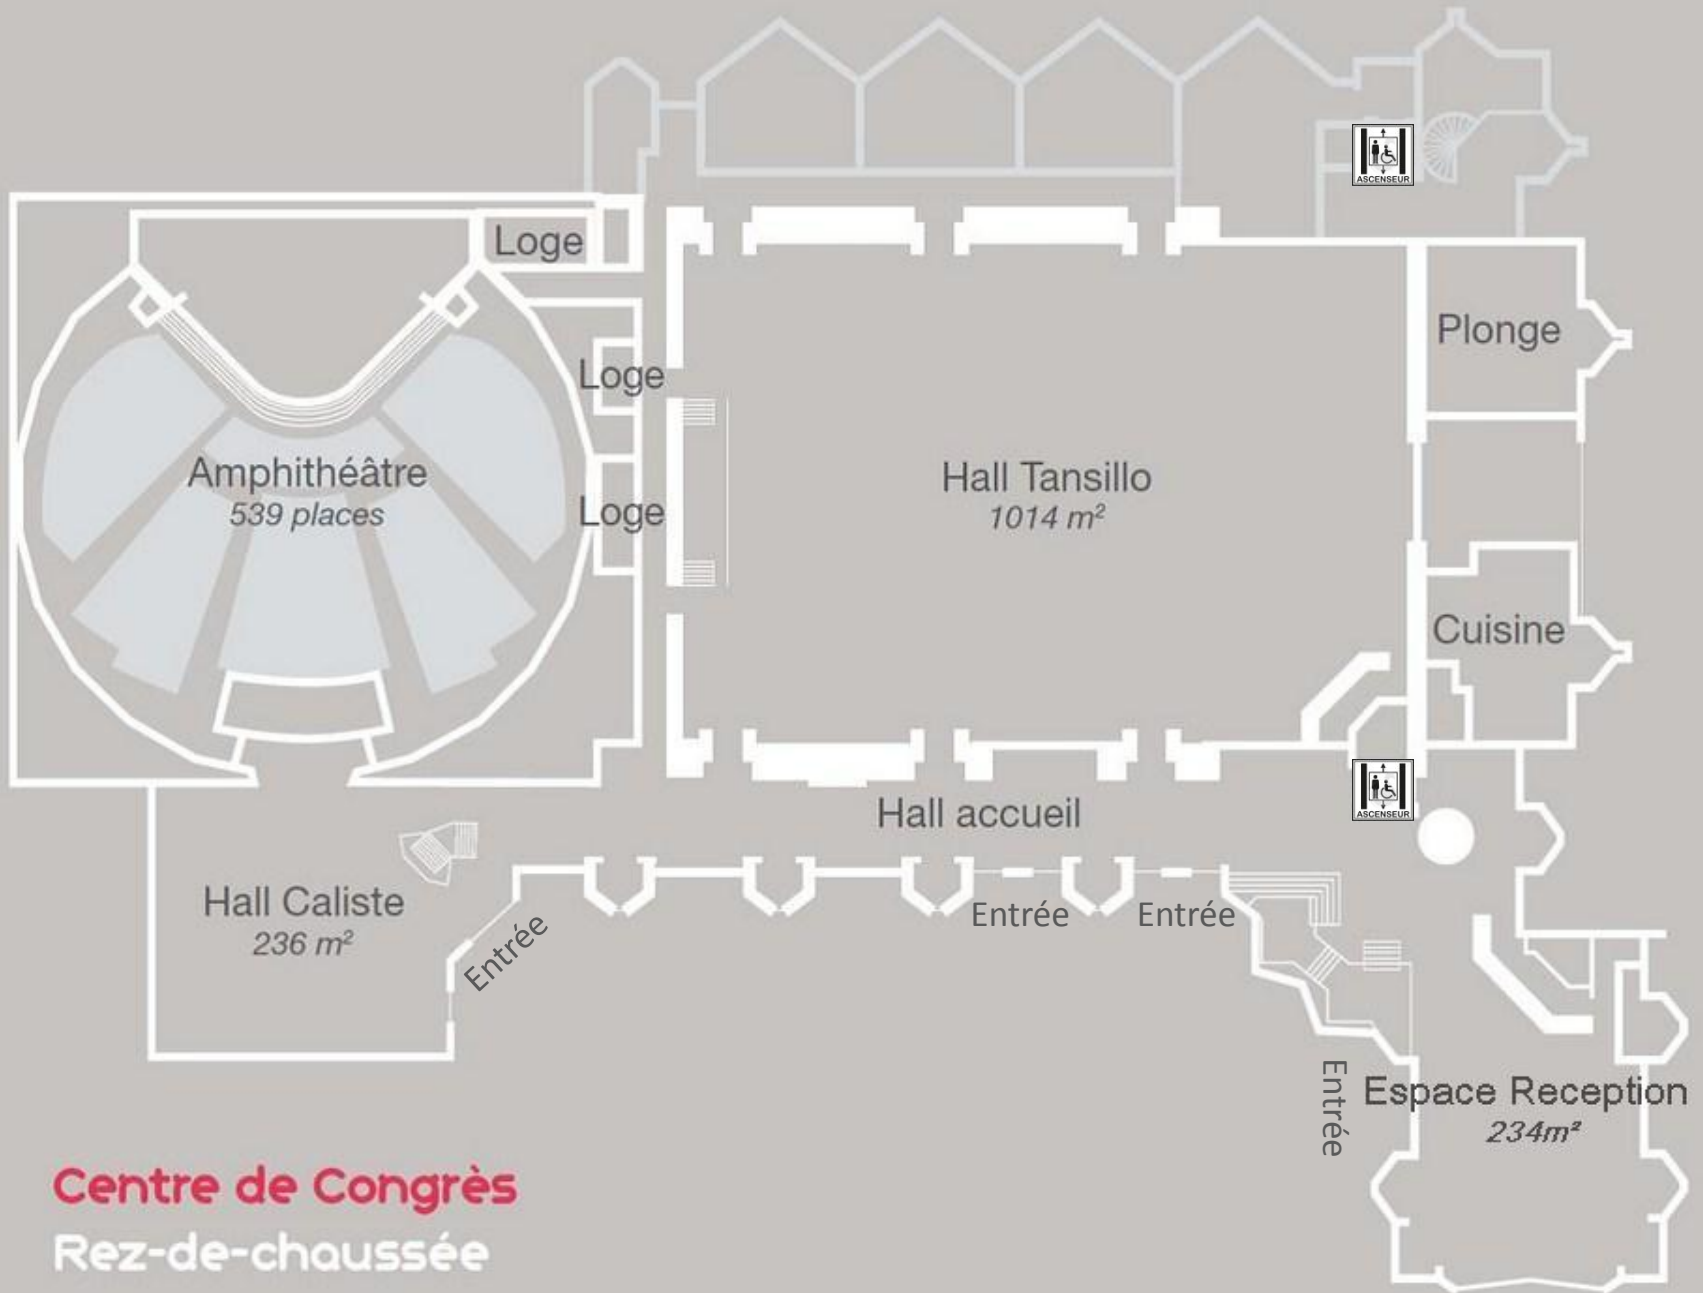 ASCENSEUR
Loge
Plonge
Loge
Amphithéâtre
539 places
Hall Tansillo
1014 m²
Loge
Cuisine
ASCENSEUR
Hall accueil
Hall Caliste
236 m²
Entrée
Entrée
Entrée
Entrée
Espace Reception
234m²
Centre de Congrès
Rez-de-chaussée